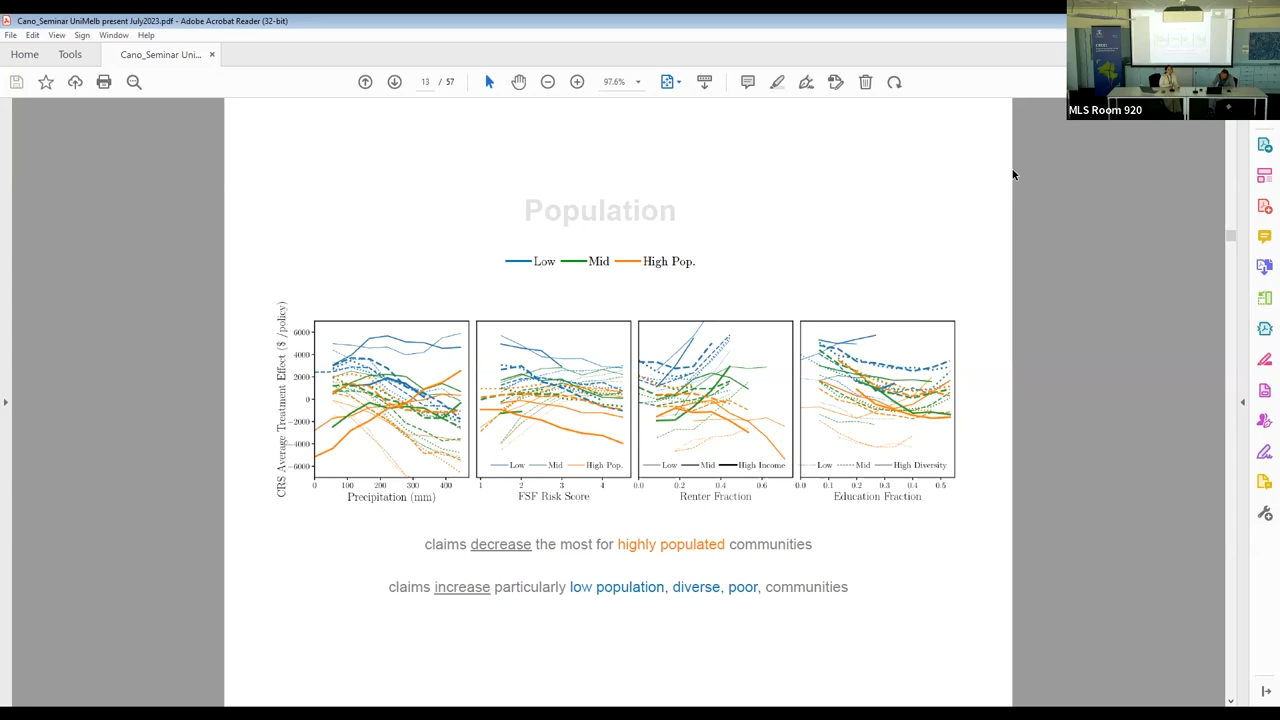 Cano_Seminar UniMelb present July2023.pdf - Adobe Acrobat Reader (32-bit)
File Edit View Sign Window Help
Home Tools Cano_Seminar Uni... ×
13 / 57 97.6%
MLS Room 920
Population
Low Mid High Pop.
CRS Average Treatment Effect ($ /policy)
6000
4000
2000
0
−2000
−4000
−6000
Low Mid High Pop.
Low Mid High Income
Low Mid High Diversity
0 100 200 300 400
1 2 3 4
0.0 0.2 0.4 0.6
0.0 0.1 0.2 0.3 0.4 0.5
Precipitation (mm)
FSF Risk Score
Renter Fraction
Education Fraction
claims decrease the most for highly populated communities
claims increase particularly low population, diverse, poor, communities